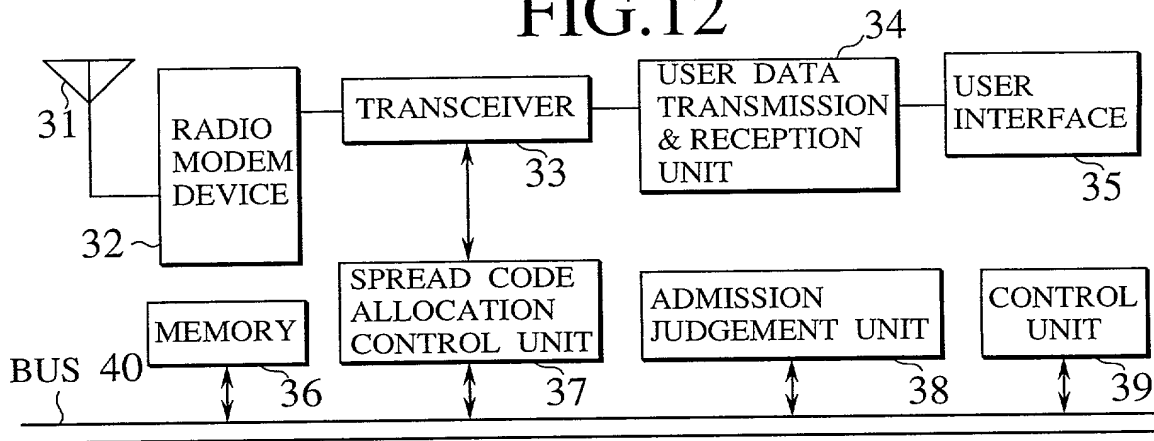 FIG.12
31
RADIO
MODEM
DEVICE
32
TRANSCEIVER
33
34
USER DATA
TRANSMISSION
& RECEPTION
UNIT
USER
INTERFACE
35
MEMORY
36
SPREAD CODE
ALLOCATION
CONTROL UNIT
37
ADMISSION
JUDGEMENT UNIT
38
CONTROL
UNIT
39
BUS 40